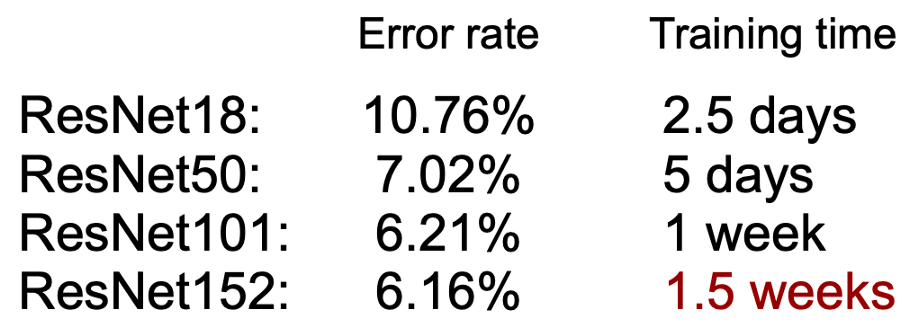 Error rate Training time
ResNet18: 10.76% 2.5 days
ResNet50: 7.02% 5 days
ResNet101: 6.21% 1 week
ResNet152: 6.16% 1.5 weeks